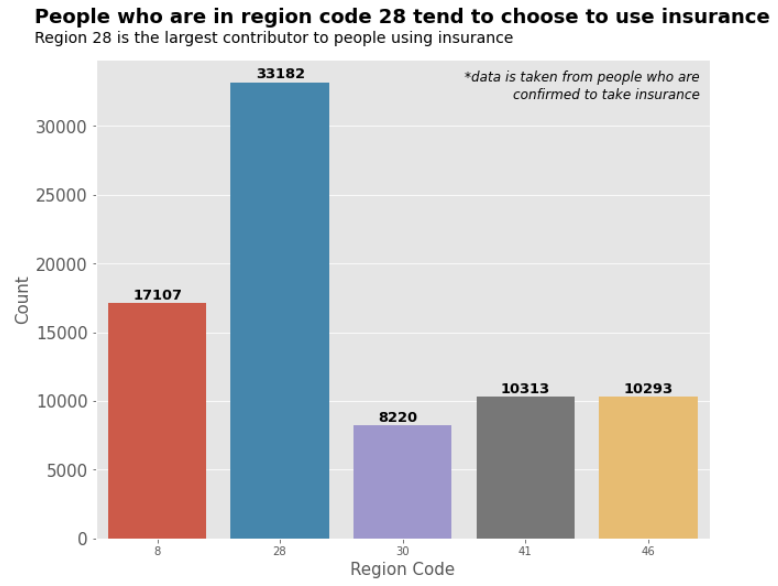 People who are in region code 28 tend to choose to use insurance
Region 28 is the largest contributor to people using insurance
33182
*data is taken from people who are
confirmed to take insurance
30000
25000
20000
17107
15000
10313
10293
10000
8220
5000
0
Count
8
28
30
41
46
Region Code